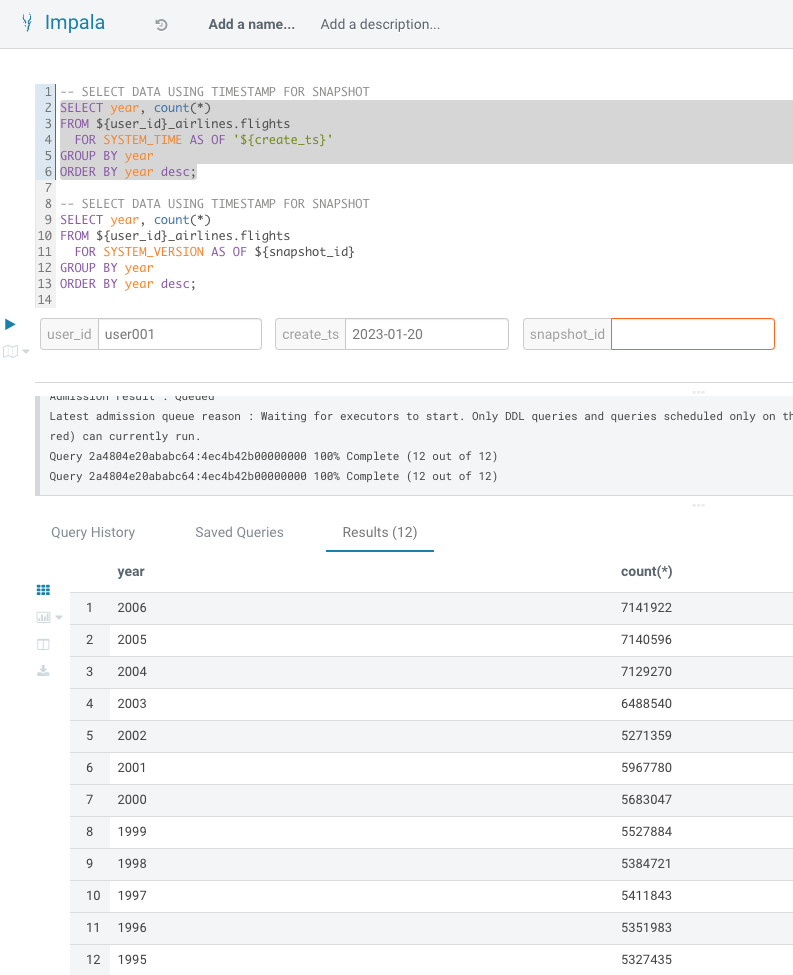 Impala
Add a name...
Add a description...
1 -- SELECT DATA USING TIMESTAMP FOR SNAPSHOT
2 SELECT year, count(*)
3 FROM ${user_id}_airlines.flights
4   FOR SYSTEM_TIME AS OF '${create_ts}'
5 GROUP BY year
6 ORDER BY year desc;
7
8 -- SELECT DATA USING TIMESTAMP FOR SNAPSHOT
9 SELECT year, count(*)
10 FROM ${user_id}_airlines.flights
11   FOR SYSTEM_VERSION AS OF ${snapshot_id}
12 GROUP BY year
13 ORDER BY year desc;
14
user_id user001 create_ts 2023-01-20 snapshot_id
Admission result : Queued
Latest admission queue reason : Waiting for executors to start. Only DDL queries and queries scheduled only on th
red) can currently run.
Query 2a4804e20ababc64:4ec4b42b00000000 100% Complete (12 out of 12)
Query 2a4804e20ababc64:4ec4b42b00000000 100% Complete (12 out of 12)
Query History Saved Queries Results (12)
year count(*)
1 2006 7141922
2 2005 7140596
3 2004 7129270
4 2003 6488540
5 2002 5271359
6 2001 5967780
7 2000 5683047
8 1999 5527884
9 1998 5384721
10 1997 5411843
11 1996 5351983
12 1995 5327435